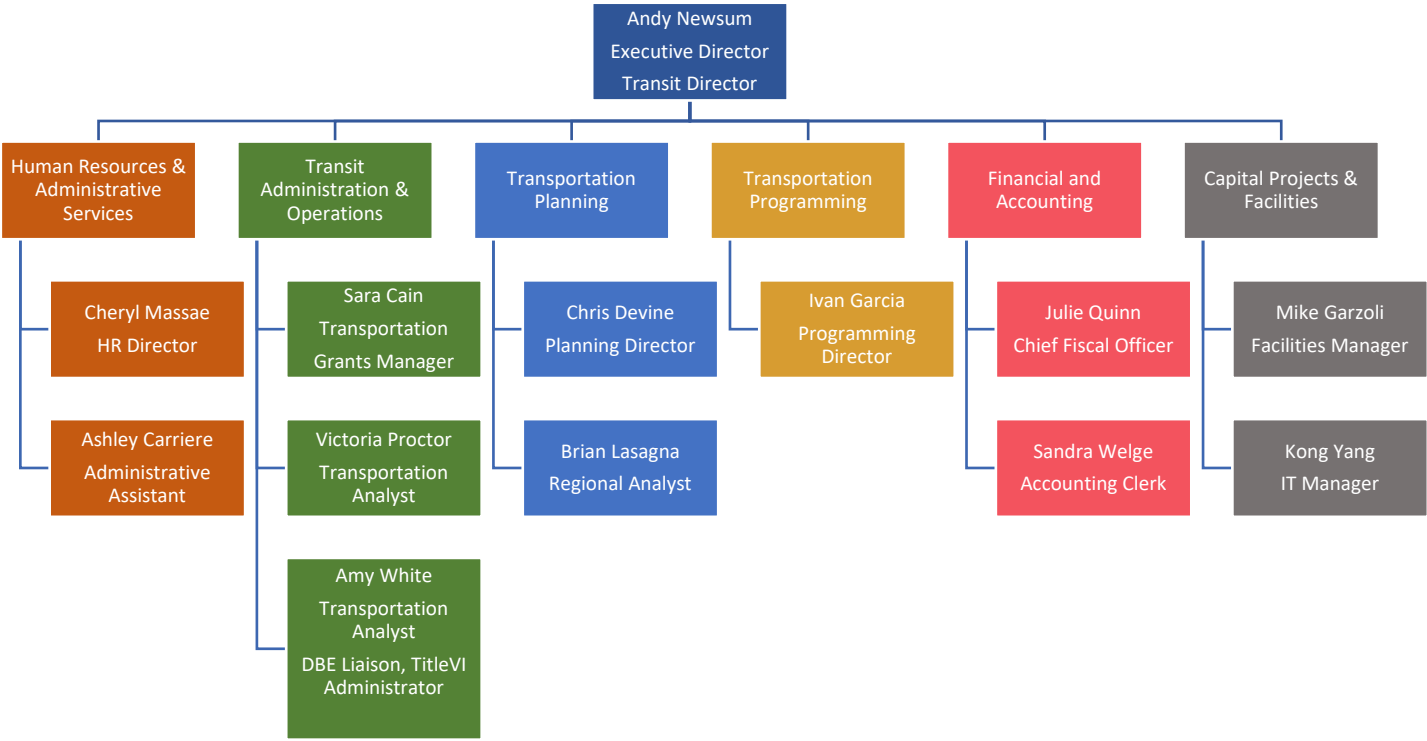 Andy Newsum
Executive Director
Transit Director
Human Resources &
Administrative
Services
Transit
Administration &
Operations
Transportation
Planning
Transportation
Programming
Financial and
Accounting
Capital Projects &
Facilities
Cheryl Massae
HR Director
Sara Cain
Transportation
Grants Manager
Chris Devine
Planning Director
Ivan Garcia
Programming
Director
Julie Quinn
Chief Fiscal Officer
Mike Garzoli
Facilities Manager
Ashley Carriere
Administrative
Assistant
Victoria Proctor
Transportation
Analyst
Brian Lasagna
Regional Analyst
Sandra Welge
Accounting Clerk
Kong Yang
IT Manager
Amy White
Transportation
Analyst
DBE Liaison, TitleVI
Administrator